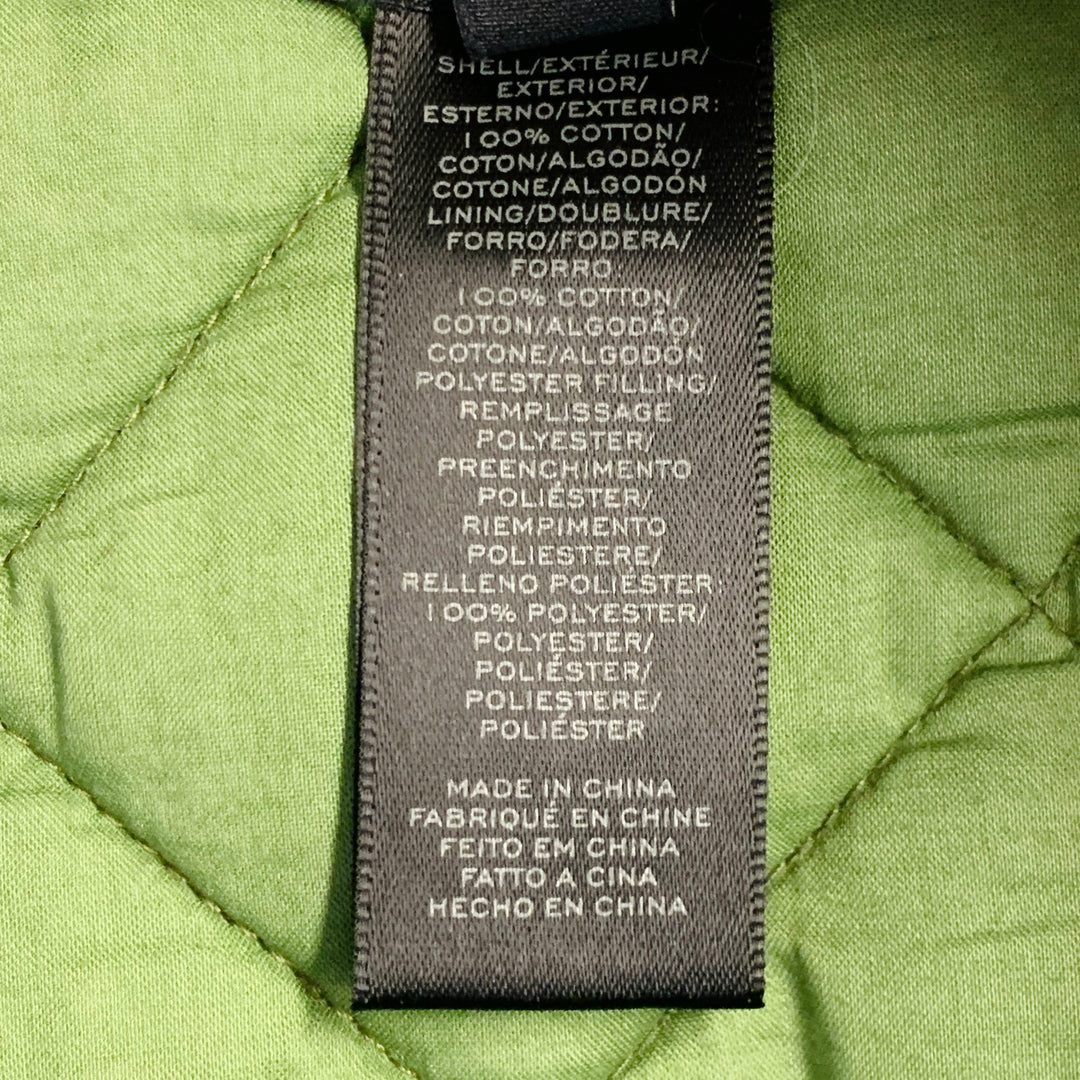 SHELL/EXTÉRIEUR/
EXTERIOR/
ESTERNO/EXTERIOR:
100% COTTON/
COTON/ALGODÃO/
COTONE/ALGODÓN
LINING/DOUBLURE/
FORRO/FODERA/
FORRO
100% COTTON/
COTON/ALGODÃO/
COTONE/ALGODÓN
POLYESTER FILLING/
REMPLISSAGE
POLYESTER/
PREENCHIMENTO
POLIÉSTER/
RIEMPIMENTO
POLIESTERE/
RELLENO POLIÉSTER:
100% POLYESTER/
POLYESTER/
POLIÉSTER/
POLIESTERE/
POLIÉSTER
MADE IN CHINA
FABRIQUÉ EN CHINE
FEITO EM CHINA
FATTO A CINA
HECHO EN CHINA